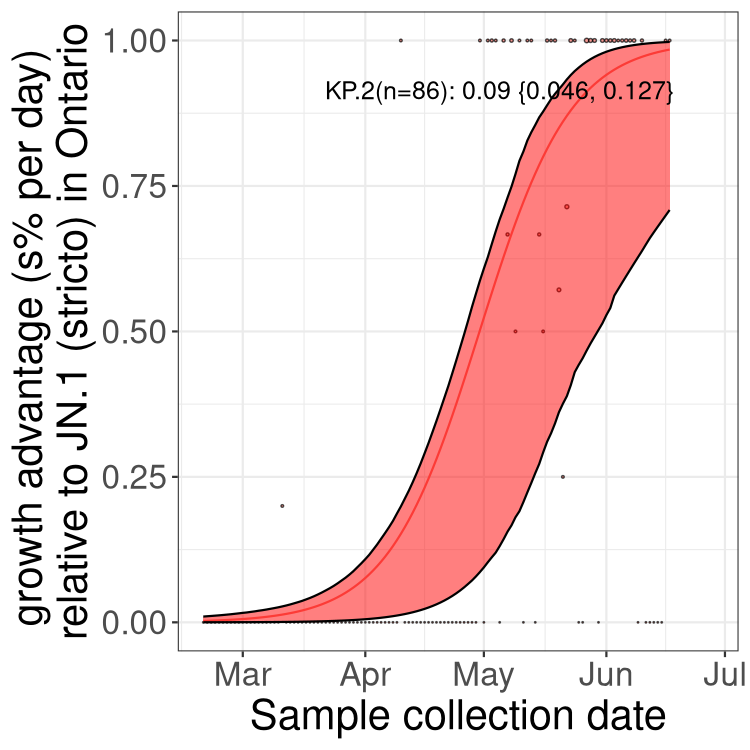 growth advantage (s% per day)
relative to JN.1 (stricto) in Ontario
1.00
0.75
0.50
0.25
0.00
KP.2(n=86): 0.09 {0.046, 0.127}
Mar Apr May Jun Jul
Sample collection date